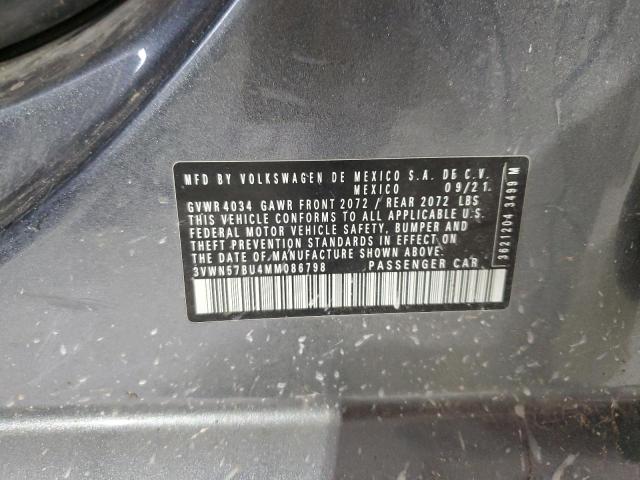 MFD BY VOLKSWAGEN DE MEXICO S.A. DE C.V.
MEXICO 09/21.
GVWR 4034 GAWR FRONT 2072 / REAR 2072 LBS
THIS VEHICLE CONFORMS TO ALL APPLICABLE U.S.
FEDERAL MOTOR VEHICLE SAFETY, BUMPER AND
THEFT PREVENTION STANDARDS IN EFFECT ON
THE DATE OF MANUFACTURE SHOWN ABOVE.
3VWN57BU4MM086798 PASSENGER CAR
36211204 3499 M